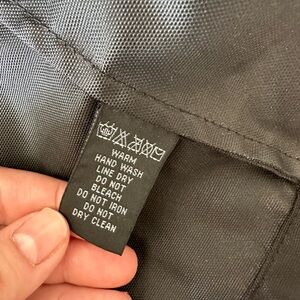 WARM
HAND WASH
LINE DRY
DO NOT
BLEACH
DO NOT IRON
DO NOT
DRY CLEAN